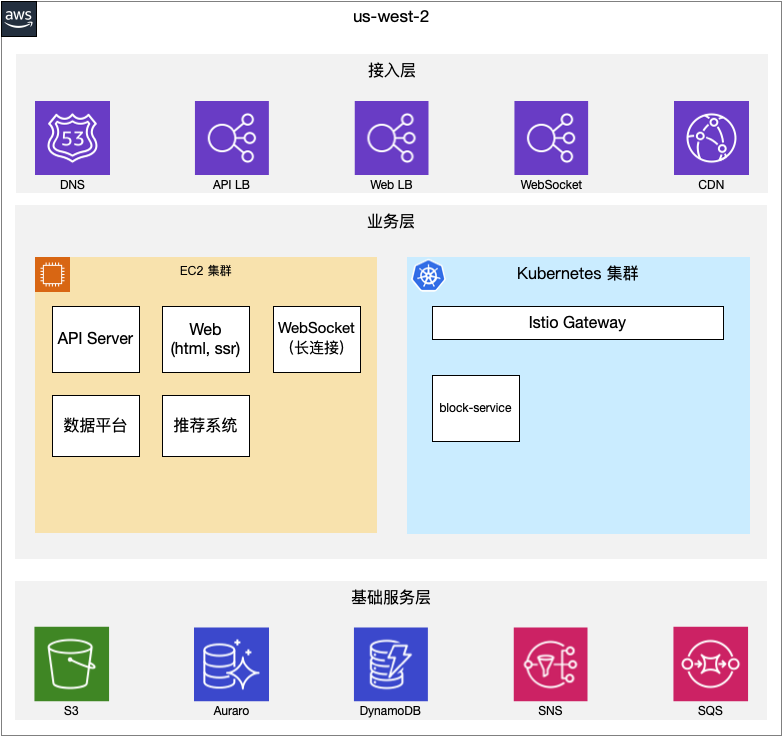 aws
us-west-2
接入层
53
DNS
API LB
Web LB
WebSocket
CDN
业务层
EC2 集群
API Server
Web
(html, ssr)
WebSocket
（长连接）
数据平台
推荐系统
Kubernetes 集群
Istio Gateway
block-service
基础服务层
S3
Auraro
DynamoDB
SNS
SQS